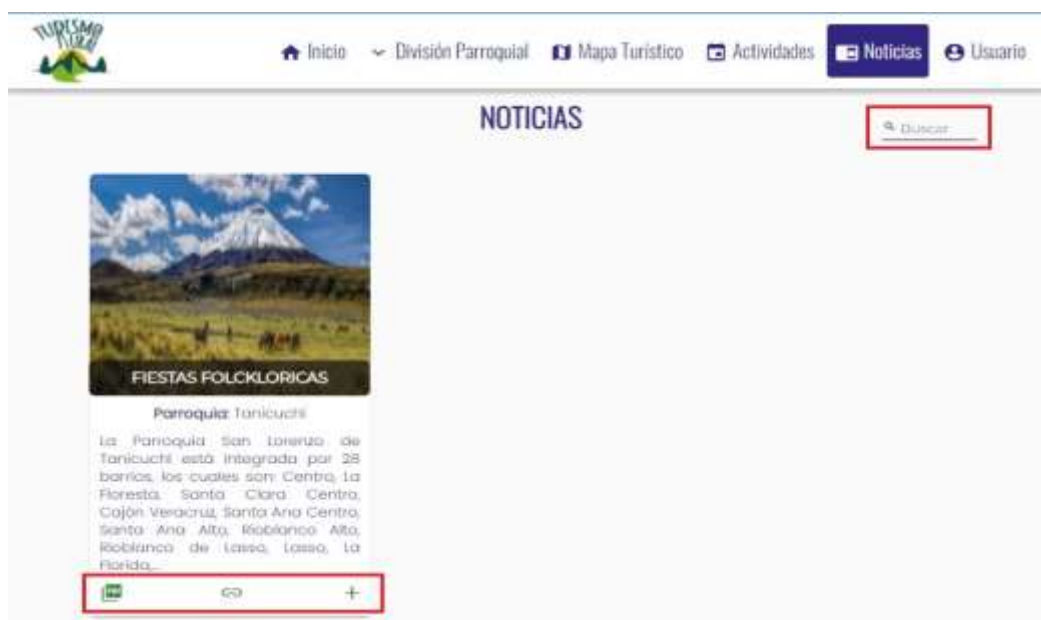 TURISMO
RURAL
Inicio
División Parroquial
Mapa Turístico
Actividades
Noticias
Usuario
NOTICIAS
Buscar
FIESTAS FOLCKLORICAS
Parroquia: Tanicuchi
La Parroquia San Lorenzo de
Tanicuchi está integrada por 28
barrios, los cuales son: Centro, La
Floresta, Santa Clara Centro,
Cajón Veracruz, Santa Ana Centro,
Santa Ana Alto, Rioblanco Alto,
Rioblanco de Lasso, Lasso, La
Florida,...